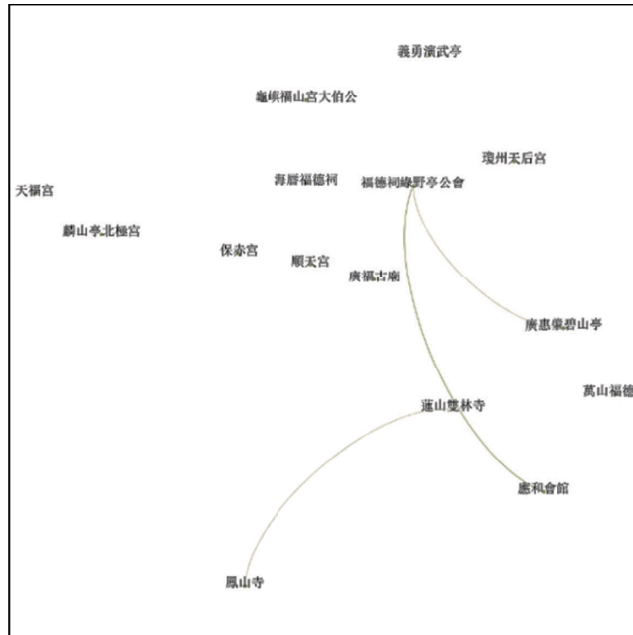 義勇演武亭
龜嶼福山宮大伯公
瓊州天后宮
海唇福德祠
福德祠綠野亭公會
天福宮
麟山亭北極宮
保赤宮
順天宮
廣福古廟
廣惠肇碧山亭
萬山福德
蓮山雙林寺
應和會館
鳳山寺